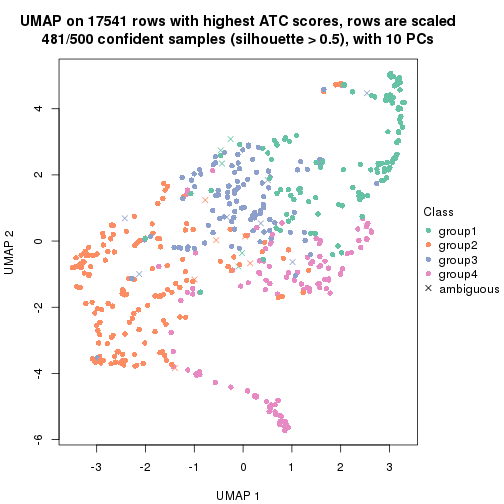 UMAP on 17541 rows with highest ATC scores, rows are scaled
481/500 confident samples (silhouette > 0.5), with 10 PCs
4
2
0
-2
-4
-6
UMAP 2
-3
-2
-1
0
1
2
3
UMAP 1
Class
group1
group2
group3
group4
ambiguous